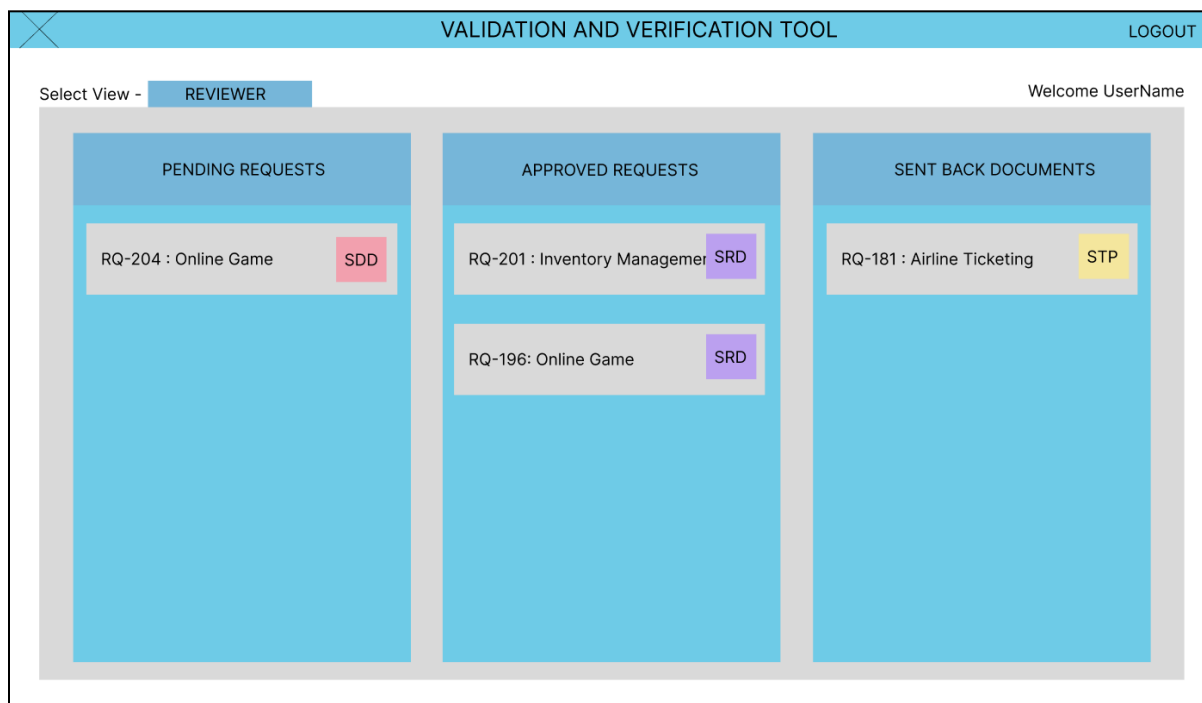 VALIDATION AND VERIFICATION TOOL
LOGOUT
Select View -
REVIEWER
Welcome UserName
PENDING REQUESTS
RQ-204 : Online Game
SDD
APPROVED REQUESTS
RQ-201 : Inventory Managemer
SRD
RQ-196: Online Game
SRD
SENT BACK DOCUMENTS
RQ-181 : Airline Ticketing
STP